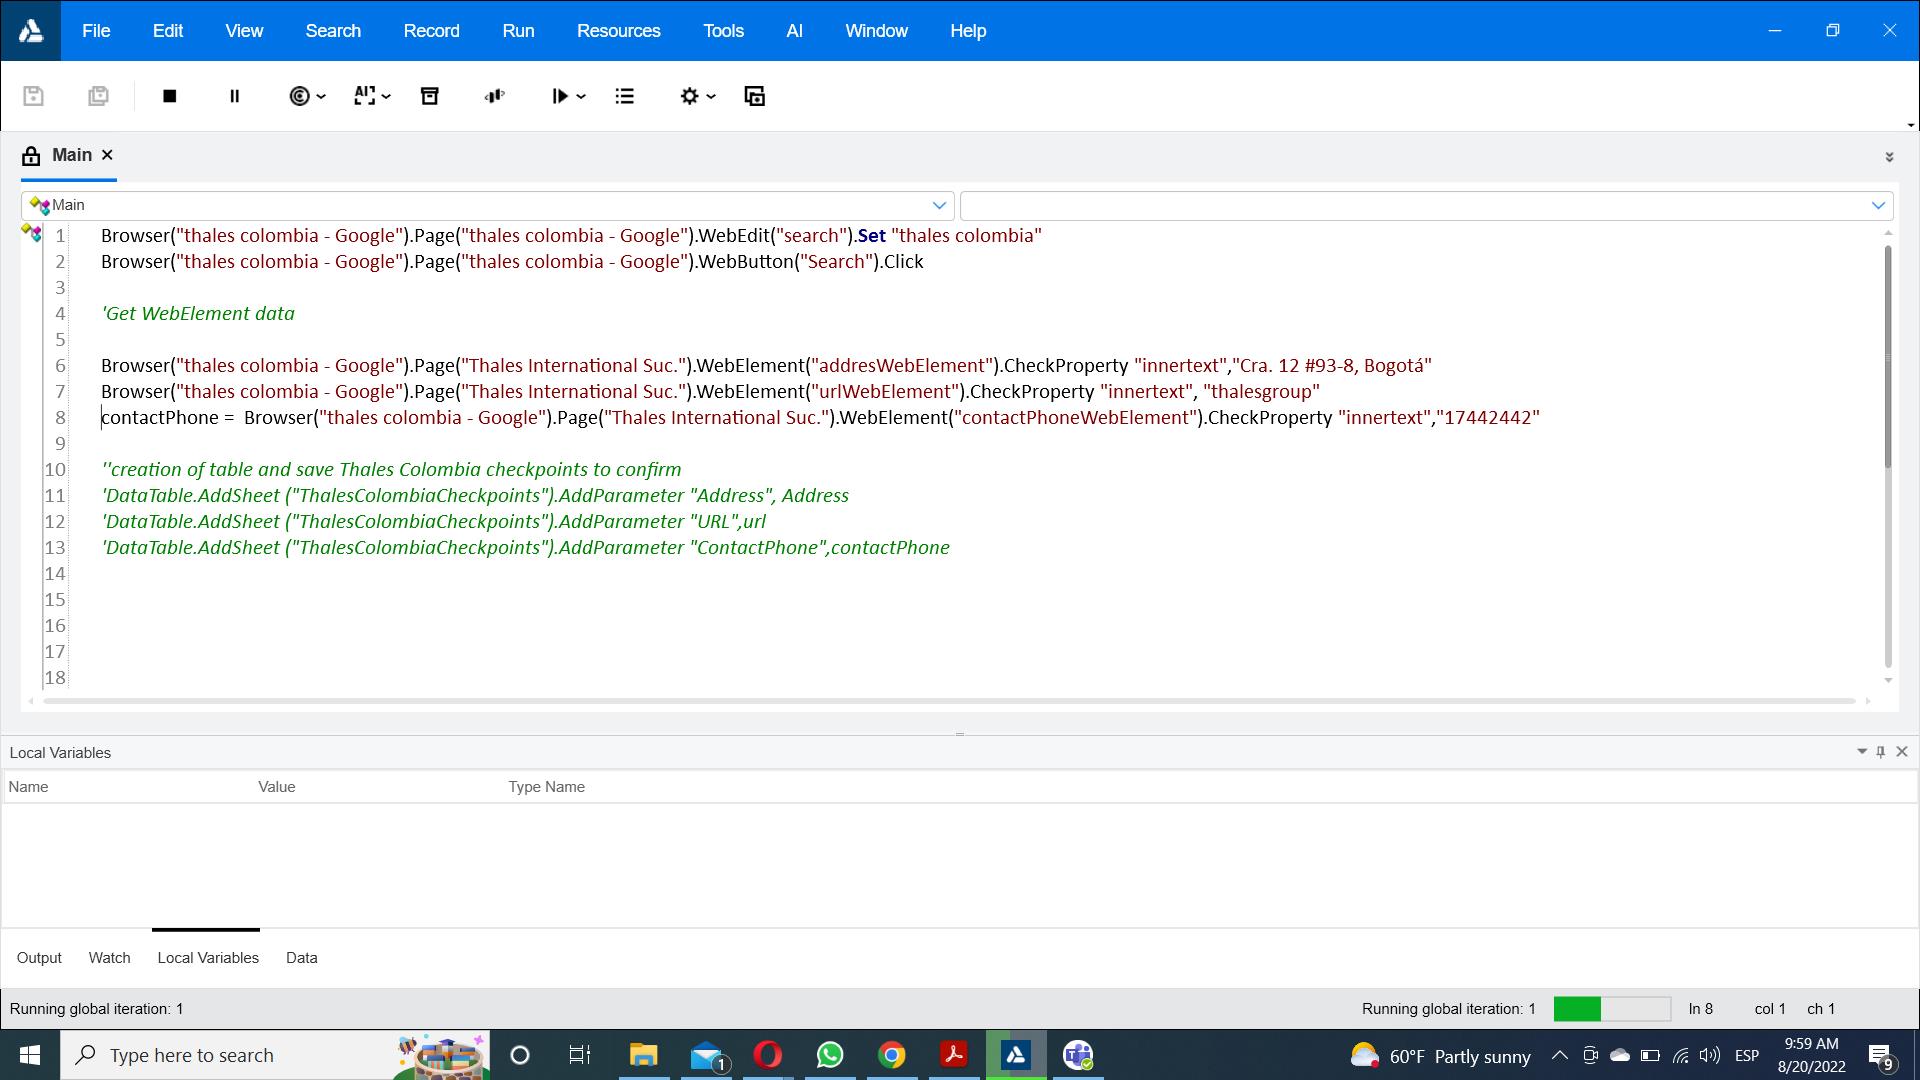 File Edit View Search Record Run Resources Tools AI Window Help
Main
Main
1 Browser("thales colombia - Google").Page("thales colombia - Google").WebEdit("search").Set "thales colombia"
2 Browser("thales colombia - Google").Page("thales colombia - Google").WebButton("Search").Click
3
4 'Get WebElement data
5
6 Browser("thales colombia - Google").Page("Thales International Suc.").WebElement("addresWebElement").CheckProperty "innertext","Cra. 12 #93-8, Bogotá"
7 Browser("thales colombia - Google").Page("Thales International Suc.").WebElement("urlWebElement").CheckProperty "innertext", "thalesgroup"
8 contactPhone =  Browser("thales colombia - Google").Page("Thales International Suc.").WebElement("contactPhoneWebElement").CheckProperty "innertext","17442442"
9
10 ''creation of table and save Thales Colombia checkpoints to confirm
11 'DataTable.AddSheet ("ThalesColombiaCheckpoints").AddParameter "Address", Address
12 'DataTable.AddSheet ("ThalesColombiaCheckpoints").AddParameter "URL",url
13 'DataTable.AddSheet ("ThalesColombiaCheckpoints").AddParameter "ContactPhone",contactPhone
14
15
16
17
18
Local Variables
Name Value Type Name
Output Watch Local Variables Data
Running global iteration: 1 Running global iteration: 1 ln 8 col 1 ch 1
Type here to search 1 60°F Partly sunny ESP 9:59 AM
8/20/2022 9